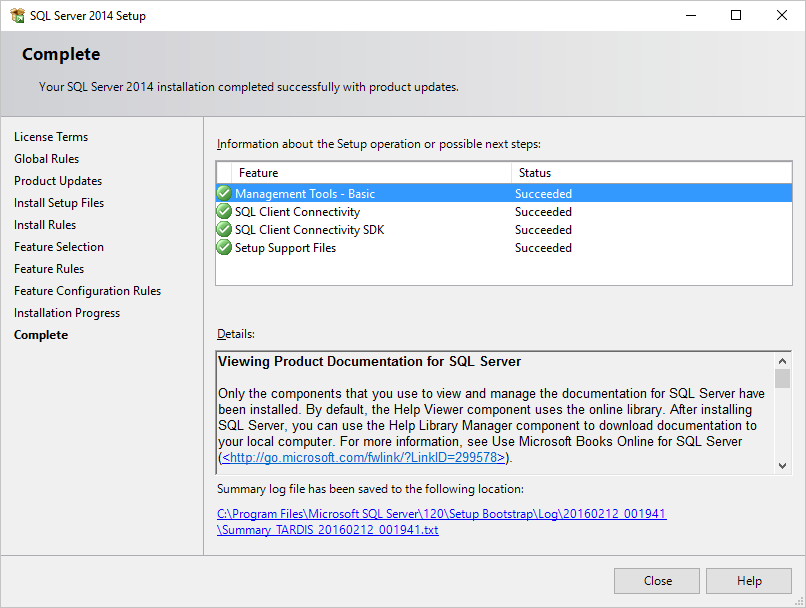 SQL Server 2014 Setup
Complete
Your SQL Server 2014 installation completed successfully with product updates.
License Terms
Global Rules
Product Updates
Install Setup Files
Install Rules
Feature Selection
Feature Rules
Feature Configuration Rules
Installation Progress
Complete
Information about the Setup operation or possible next steps:
Feature Status
Management Tools - Basic Succeeded
SQL Client Connectivity Succeeded
SQL Client Connectivity SDK Succeeded
Setup Support Files Succeeded
Details:
Viewing Product Documentation for SQL Server
Only the components that you use to view and manage the documentation for SQL Server have
been installed. By default, the Help Viewer component uses the online library. After installing
SQL Server, you can use the Help Library Manager component to download documentation to
your local computer. For more information, see Use Microsoft Books Online for SQL Server
(<http://go.microsoft.com/fwlink/?LinkID=299578>).
Summary log file has been saved to the following location:
C:\Program Files\Microsoft SQL Server\120\Setup Bootstrap\Log\20160212_001941
\Summary_TARDIS_20160212_001941.txt
Close Help